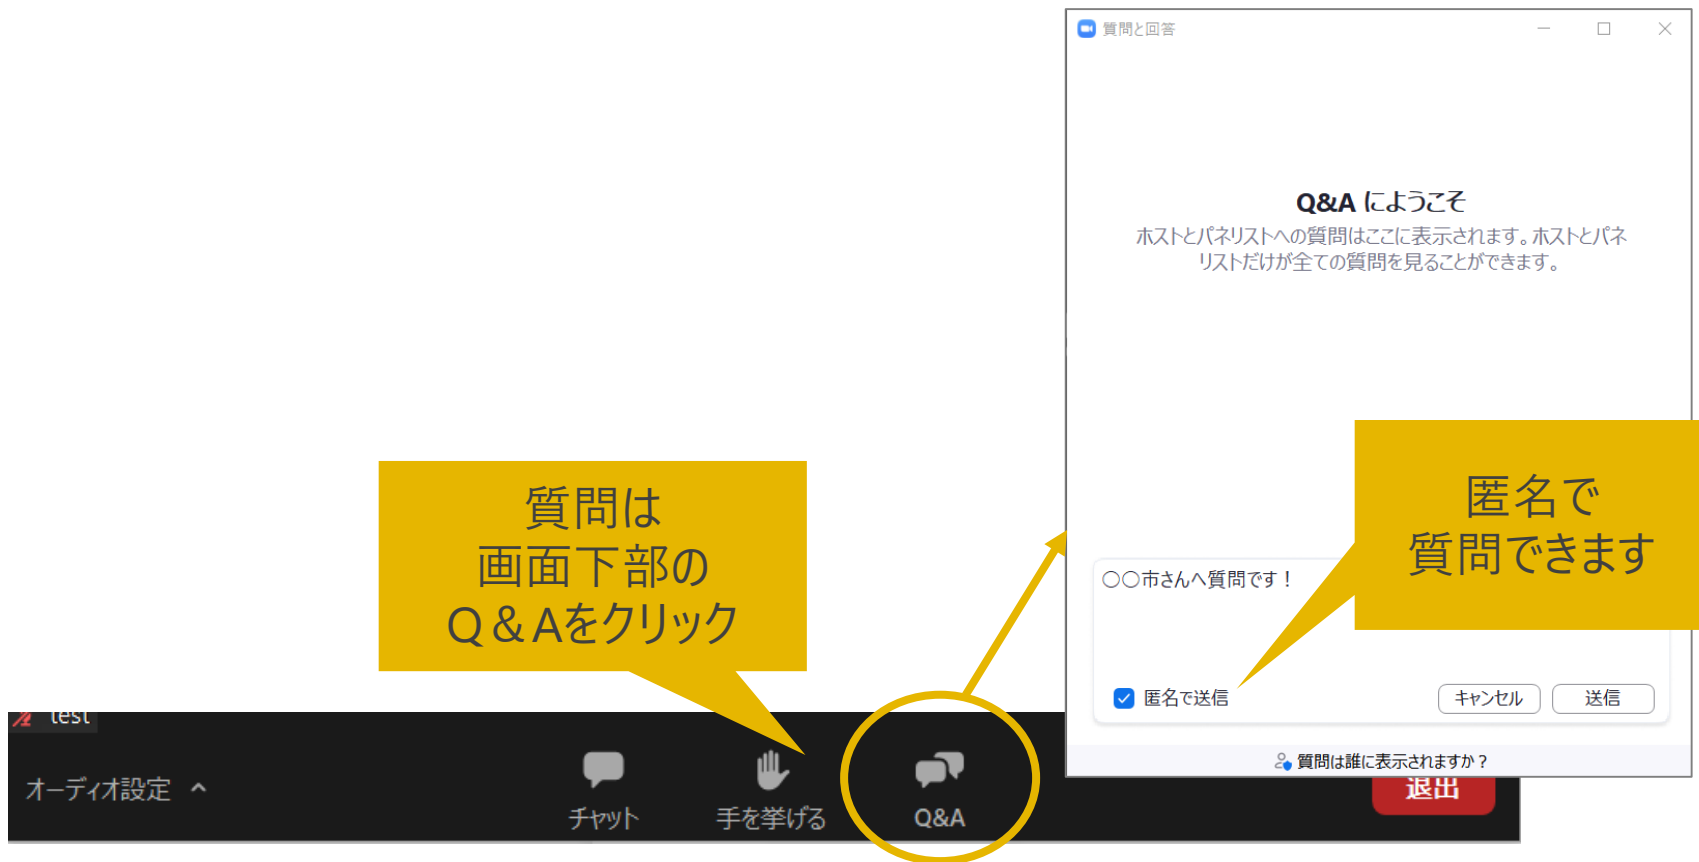 質問と回答
Q&A にようこそ
ホストとパネリストへの質問はここに表示されます。ホストとパネ
リストだけが全ての質問を見ることができます。
匿名で
質問できます
質問は
画面下部の
Q＆Aをクリック
○○市さんへ質問です！
匿名で送信
キャンセル
送信
質問は誰に表示されますか？
test
オーディオ設定
チャット
手を挙げる
Q&A
退出